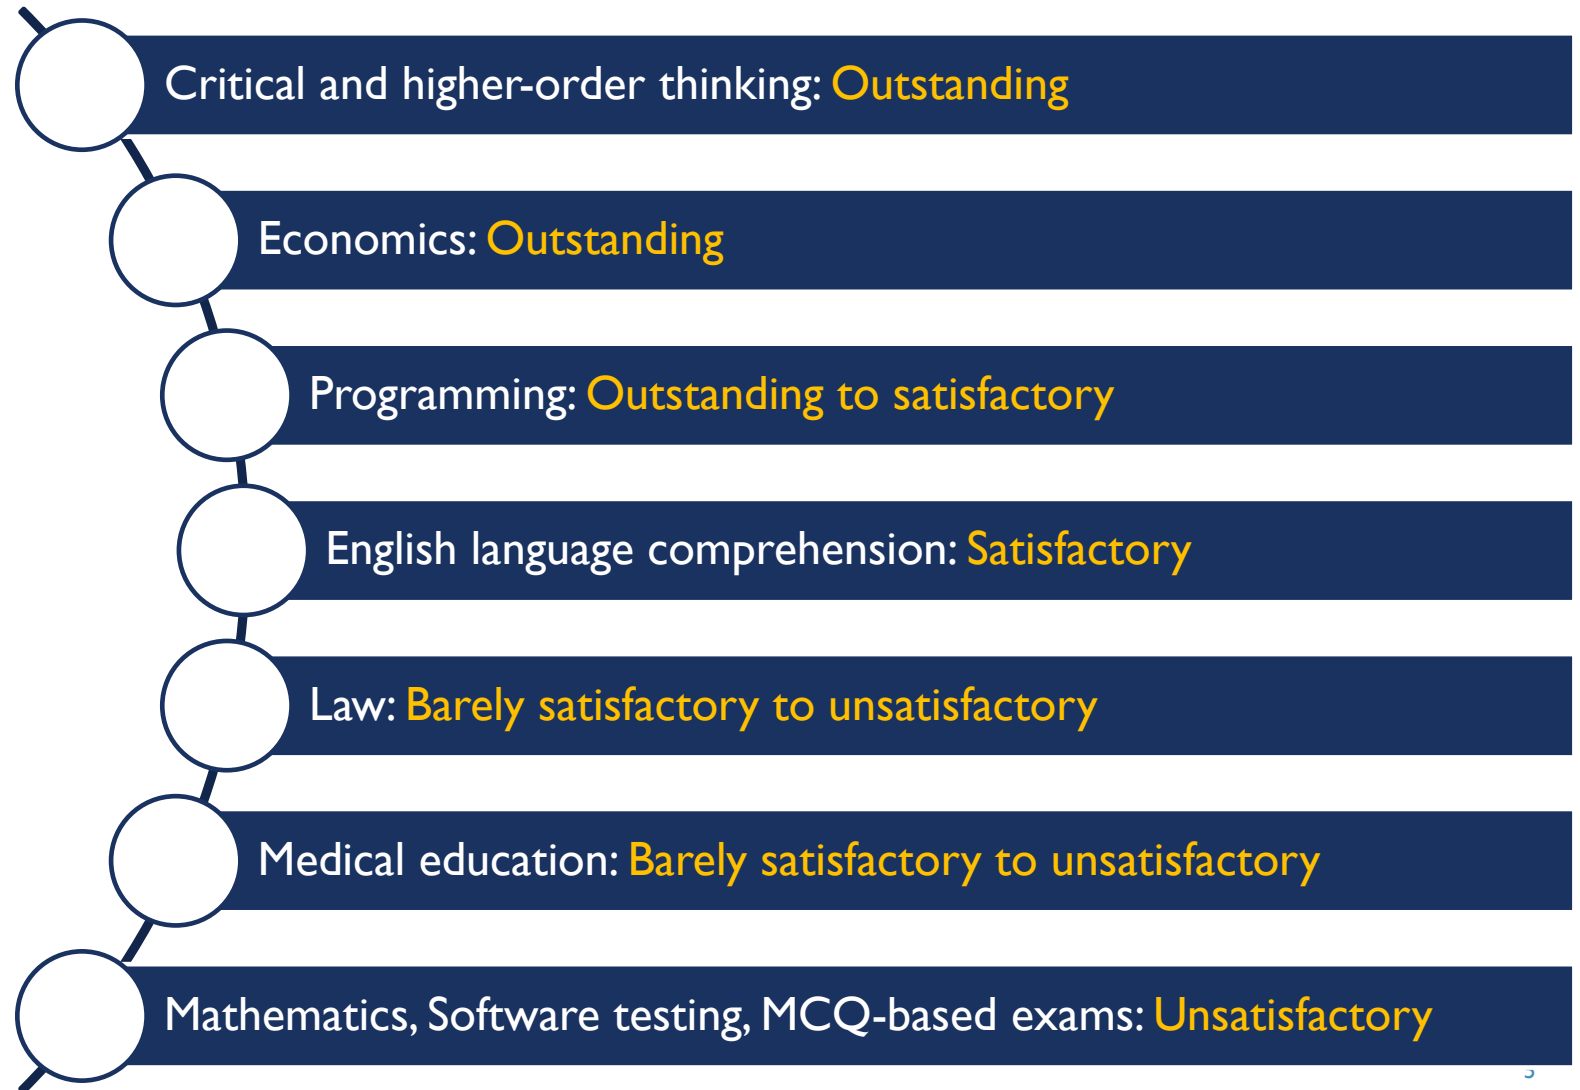 Critical and higher-order thinking: Outstanding
Economics: Outstanding
Programming: Outstanding to satisfactory
English language comprehension: Satisfactory
Law: Barely satisfactory to unsatisfactory
Medical education: Barely satisfactory to unsatisfactory
Mathematics, Software testing, MCQ-based exams: Unsatisfactory